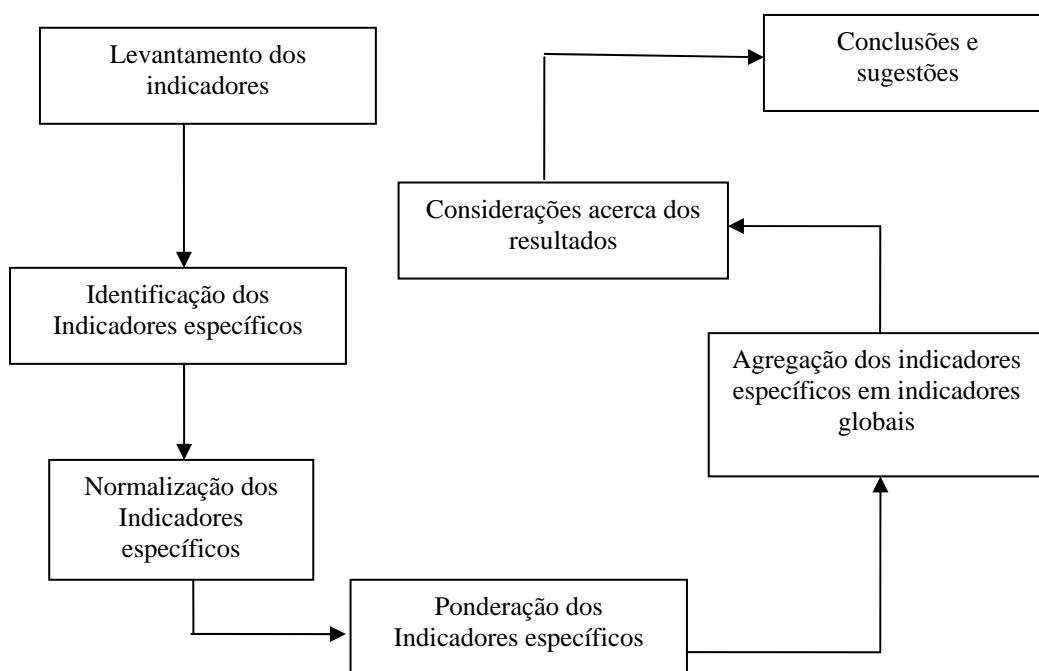 Levantamento dos
indicadores
Identificação dos
Indicadores específicos
Normalização dos
Indicadores
específicos
Ponderação dos
Indicadores específicos
Agregação dos indicadores
específicos em indicadores
globais
Considerações acerca dos
resultados
Conclusões e
sugestões